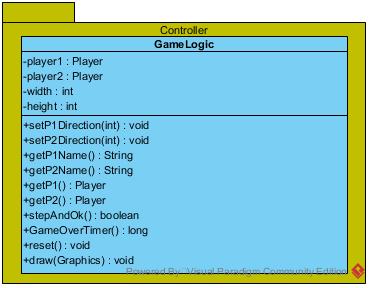 Controller
GameLogic
-player1 : Player
-player2 : Player
-width : int
-height : int
+setP1Direction(int) : void
+setP2Direction(int) : void
+getP1Name() : String
+getP2Name() : String
+getP1() : Player
+getP2() : Player
+stepAndOk() : boolean
+GameOverTimer() : long
+reset() : void
+draw(Graphics) : void
Powered By Visual Paradigm Community Edition